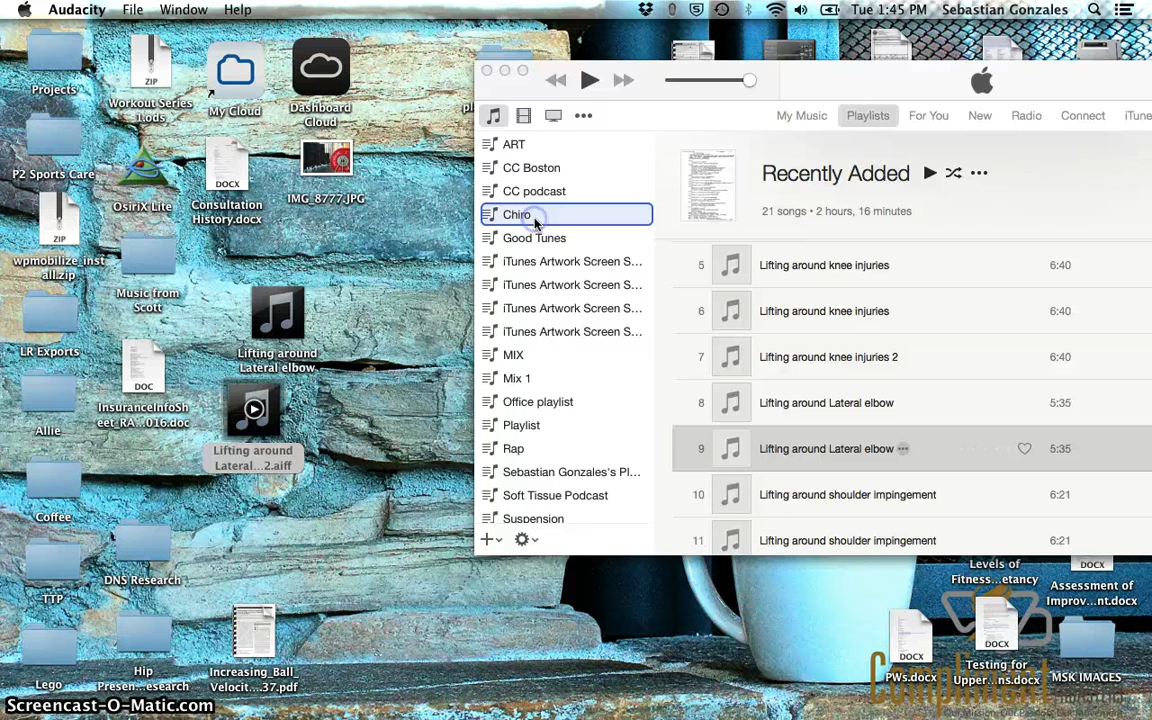 Audacity File Window Help Tue 1:45 PM Sebastian Gonzales
Projects
ZIP
Workout Series
1.ods
My Cloud
Dashboard
Cloud
P2 Sports Care
OsiriX Lite
DOCX
Consultation
History.docx
IMG_8777.JPG
ZIP
wpmobilize_inst
all.zip
Music from
Scott
LR Exports
Lifting around
Lateral elbow
DOC
InsuranceInfoSh
eet_RA...016.doc
Allie
Lifting around
Lateral...2.aiff
Coffee
DNS Research
TTP
Lego
Hip
Presen...esearch
Increasing_Ball_
Velocit...37.pdf
My Music Playlists For You New Radio Connect iTune
ART
CC Boston
CC podcast
Chiro
Good Tunes
iTunes Artwork Screen S...
iTunes Artwork Screen S...
iTunes Artwork Screen S...
iTunes Artwork Screen S...
MIX
Mix 1
Office playlist
Playlist
Rap
Sebastian Gonzales's Pl...
Soft Tissue Podcast
Suspension
Recently Added
21 songs • 2 hours, 16 minutes
5 Lifting around knee injuries 6:40
6 Lifting around knee injuries 6:40
7 Lifting around knee injuries 2 6:40
8 Lifting around Lateral elbow 5:35
9 Lifting around Lateral elbow 5:35
10 Lifting around shoulder impingement 6:21
11 Lifting around shoulder impingement 6:21
Levels of
Fitness...etancy
DOCX
Assessment of
Improv...nt.docx
DOCX
PWs.docx
DOCX
Testing for
Upper...ns.docx
MSK IMAGES
Screencast-O-Matic.com